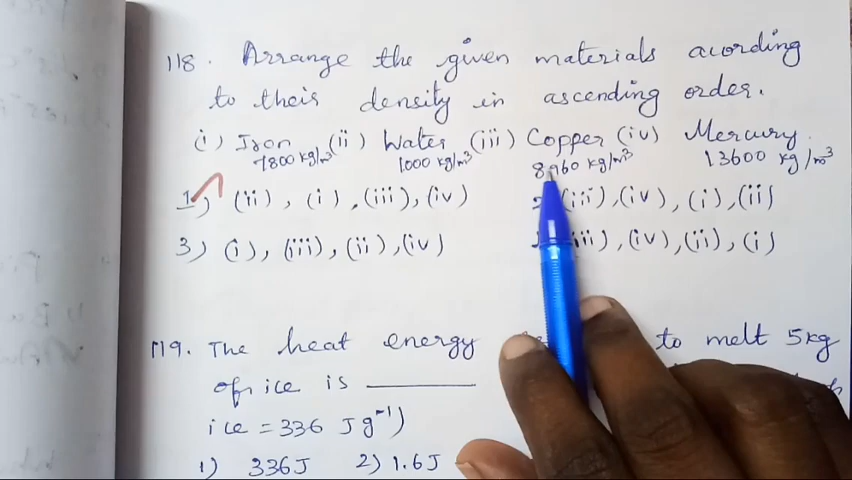 118. Arrange the given materials acording
to their density in ascending order.
(i) Iron (ii) Water (iii) Copper (iv) Mercury.
7800 kg/m³ 1000 kg/m³ 8960 kg/m³ 13600 kg/m³
1) (ii), (i), (iii), (iv) (iii), (iv), (i), (ii)
3) (i), (iii), (ii), (iv) (iv), (ii), (i)
119. The heat energy to melt 5kg
of ice is
ice = 336 Jg⁻¹)
1) 336J 2) 1.6J